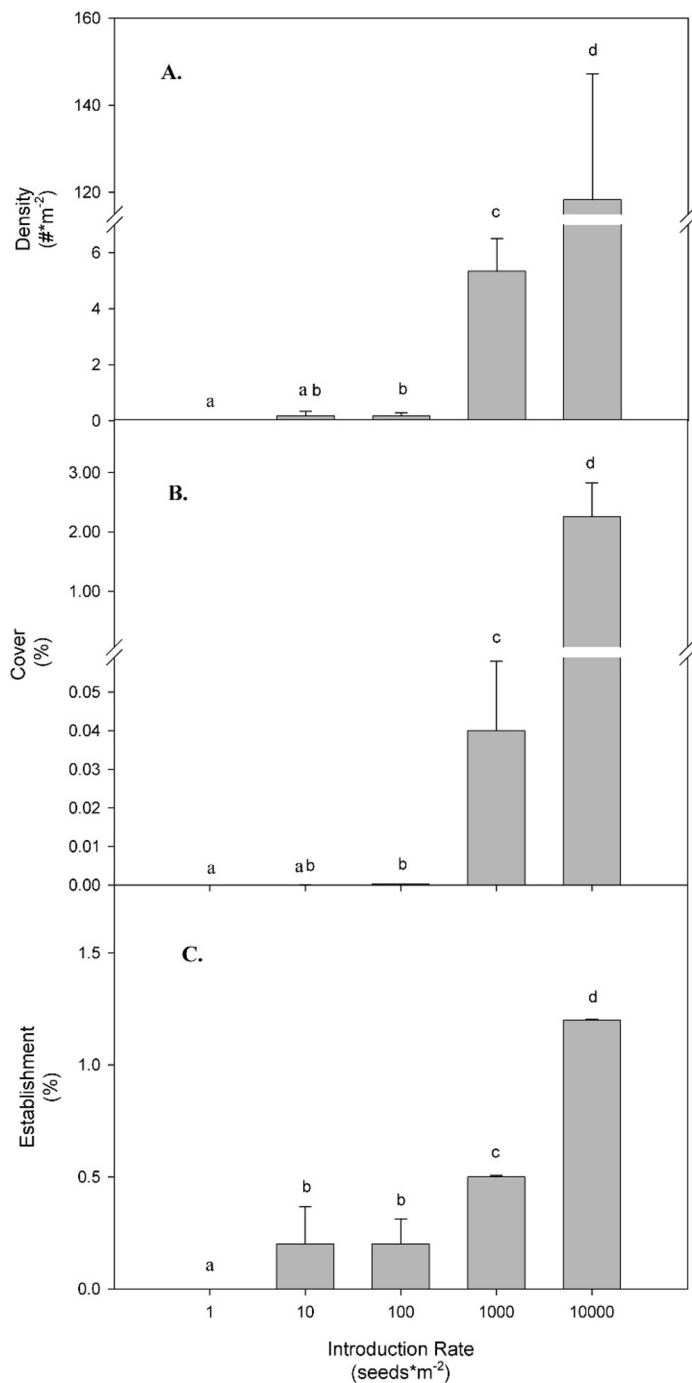 A.
160
140
120
6
4
2
0
Density
(#*m-2)
a
a b
b
c
d
B.
3.00
2.00
1.00
0.05
0.04
0.03
0.02
0.01
0.00
Cover
(%)
a
a b
b
c
d
C.
1.5
1.0
0.5
0.0
Establishment
(%)
a
b
b
c
d
1 10 100 1000 10000
Introduction Rate
(seeds*m-2)